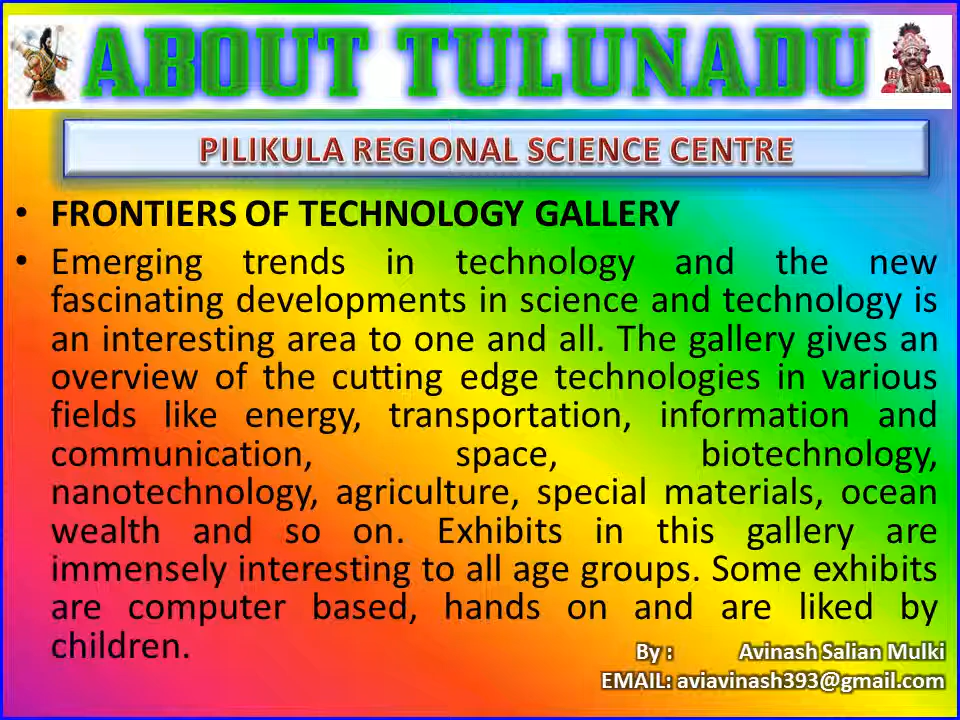 ABOUT TULUNADU
PILIKULA REGIONAL SCIENCE CENTRE
• FRONTIERS OF TECHNOLOGY GALLERY
• Emerging trends in technology and the new
fascinating developments in science and technology is
an interesting area to one and all. The gallery gives an
overview of the cutting edge technologies in various
fields like energy, transportation, information and
communication, space, biotechnology,
nanotechnology, agriculture, special materials, ocean
wealth and so on. Exhibits in this gallery are
immensely interesting to all age groups. Some exhibits
are computer based, hands on and are liked by
children.
By : Avinash Salian Mulki
EMAIL: aviavinash393@gmail.com